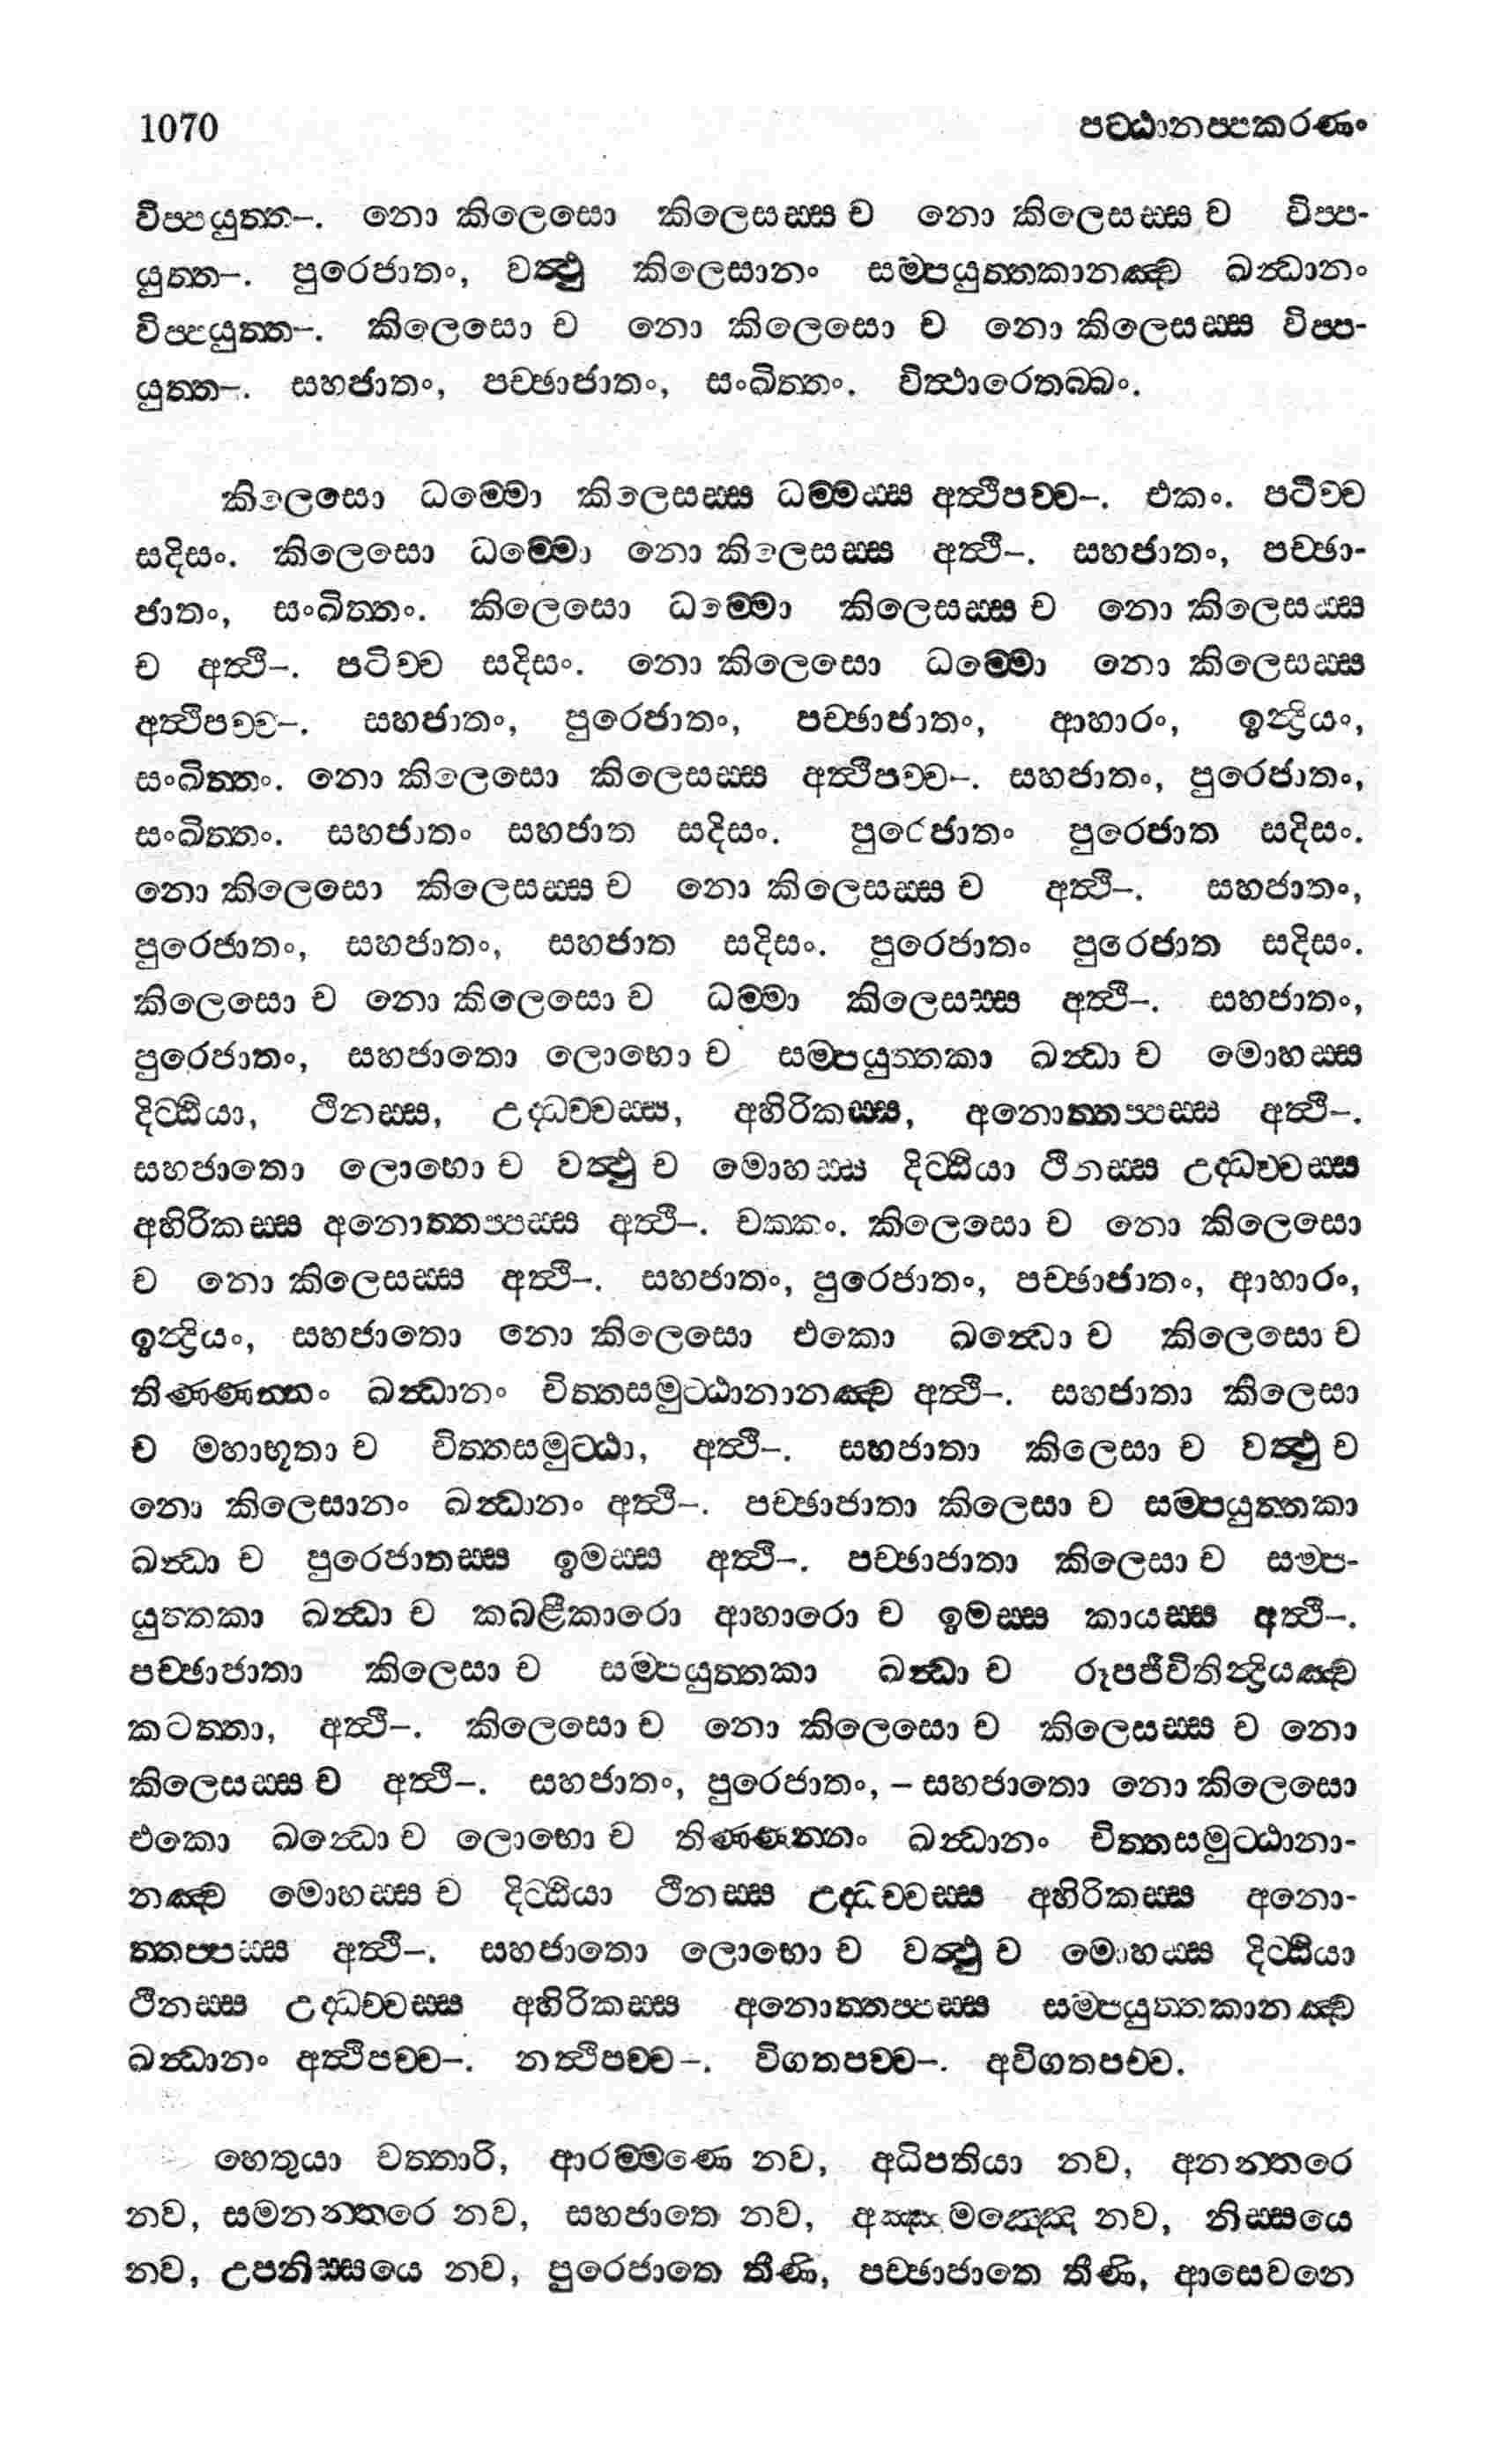 1070 පට්ඨානප්පකරණං
විප්පයුත්ත–. නො කිලෙසො කිලෙසස්ස ච නො කිලෙසස්ස ච විප්ප-
යුත්ත–. පුරෙජාතං, වත්ථු කිලෙසානං සම්පයුත්තකානඤ්ච ඛන්ධානං
විප්පයුත්ත–. කිලෙසො ච නො කිලෙසො ච නො කිලෙසස්ස විප්ප-
යුත්ත–. සහජාතං, පච්ඡාජාතං, සංඛිත්තං. විත්ථාරෙතබ්බං.
කිලෙසො ධම්මො කිලෙසස්ස ධම්මස්ස අත්ථිපච්ච–. එකං. පටිච්ච
සදිසං. කිලෙසො ධම්මො නො කිලෙසස්ස අත්ථි–. සහජාතං, පච්ඡා-
ජාතං, සංඛිත්තං. කිලෙසො ධම්මො කිලෙසස්ස ච නො කිලෙසස්ස
ච අත්ථි–. පටිච්ච සදිසං. නො කිලෙසො ධම්මො නො කිලෙසස්ස
අත්ථිපච්ච–. සහජාතං, පුරෙජාතං, පච්ඡාජාතං, ආහාරං, ඉන්ද්‍රියං,
සංඛිත්තං. නො කිලෙසො කිලෙසස්ස අත්ථිපච්ච–. සහජාතං, පුරෙජාතං,
සංඛිත්තං. සහජාතං සහජාත සදිසං. පුරෙජාතං පුරෙජාත සදිසං.
නො කිලෙසො කිලෙසස්ස ච නො කිලෙසස්ස ච අත්ථි–. සහජාතං,
පුරෙජාතං, සහජාතං, සහජාත සදිසං. පුරෙජාතං පුරෙජාත සදිසං.
කිලෙසො ච නො කිලෙසො ච ධම්මා කිලෙසස්ස අත්ථි–. සහජාතං,
පුරෙජාතං, සහජාතො ලොභො ච සම්පයුත්තකා ඛන්ධා ච මොහස්ස
දිට්ඨියා, ථිනස්ස, උද්ධච්චස්ස, අහිරිකස්ස, අනොත්තප්පස්ස අත්ථි–.
සහජාතො ලොභො ච වත්ථු ච මොහස්ස දිට්ඨියා ථිනස්ස උද්ධච්චස්ස
අහිරිකස්ස අනොත්තප්පස්ස අත්ථි–. චක්කං. කිලෙසො ච නො කිලෙසො
ච නො කිලෙසස්ස අත්ථි–. සහජාතං, පුරෙජාතං, පච්ඡාජාතං, ආහාරං,
ඉන්ද්‍රියං, සහජාතො නො කිලෙසො එකො ඛන්ධො ච කිලෙසො ච
තිණ්ණත්තං ඛන්ධානං චිත්තසමුට්ඨානානඤ්ච අත්ථි–. සහජාතා කිලෙසා
ච මහාභූතා ච චිත්තසමුට්ඨා, අත්ථි–. සහජාතා කිලෙසා ච වත්ථු ච
නො කිලෙසානං ඛන්ධානං අත්ථි–. පච්ඡාජාතා කිලෙසා ච සම්පයුත්තකා
ඛන්ධා ච පුරෙජාතස්ස ඉමස්ස අත්ථි–. පච්ඡාජාතා කිලෙසා ච සම්ප-
යුත්තකා ඛන්ධා ච කබළීකාරො ආහාරො ච ඉමස්ස කායස්ස අත්ථි–.
පච්ඡාජාතා කිලෙසා ච සම්පයුත්තකා ඛන්ධා ච රූපජීවිතින්ද්‍රියඤ්ච
කටත්තා, අත්ථි–. කිලෙසො ච නො කිලෙසො ච කිලෙසස්ස ච නො
කිලෙසස්ස ච අත්ථි–. සහජාතං, පුරෙජාතං, – සහජාතො නො කිලෙසො
එකො ඛන්ධො ච ලොභො ච තිණ්ණන්නං ඛන්ධානං චිත්තසමුට්ඨානා-
නඤ්ච මොහස්ස ච දිට්ඨියා ථිනස්ස උද්ධච්චස්ස අහිරිකස්ස අනො-
ත්තප්පස්ස අත්ථි–. සහජාතො ලොභො ච වත්ථු ච මොහස්ස දිට්ඨියා
ථිනස්ස උද්ධච්චස්ස අහිරිකස්ස අනොත්තප්පස්ස සම්පයුත්තකානඤ්ච
ඛන්ධානං අත්ථිපච්ච–. නත්ථිපච්ච–. විගතපච්ච–. අවිගතපච්ච.
හෙතුයා චත්තාරි, ආරම්මණෙ නව, අධිපතියා නව, අනන්තරෙ
නව, සමනන්තරෙ නව, සහජාතෙ නව, අඤ්ඤමඤ්ඤෙ නව, නිස්සයෙ
නව, උපනිස්සයෙ නව, පුරෙජාතෙ තීණි, පච්ඡාජාතෙ තීණි, ආසෙවනෙ